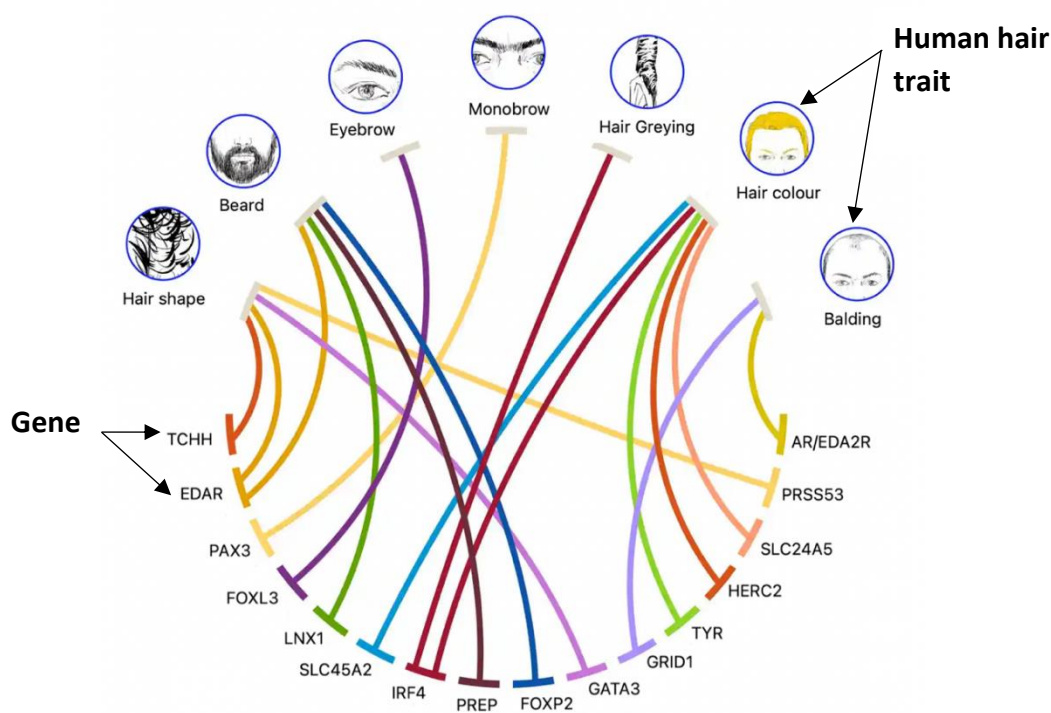 Human hair
trait
Monobrow
Hair Greying
Eyebrow
Hair colour
Beard
Hair shape
Balding
Gene
TCHH
AR/EDA2R
EDAR
PRSS53
PAX3
SLC24A5
FOXL3
HERC2
LNX1
TYR
SLC45A2
GRID1
IRF4
GATA3
PREP
FOXP2